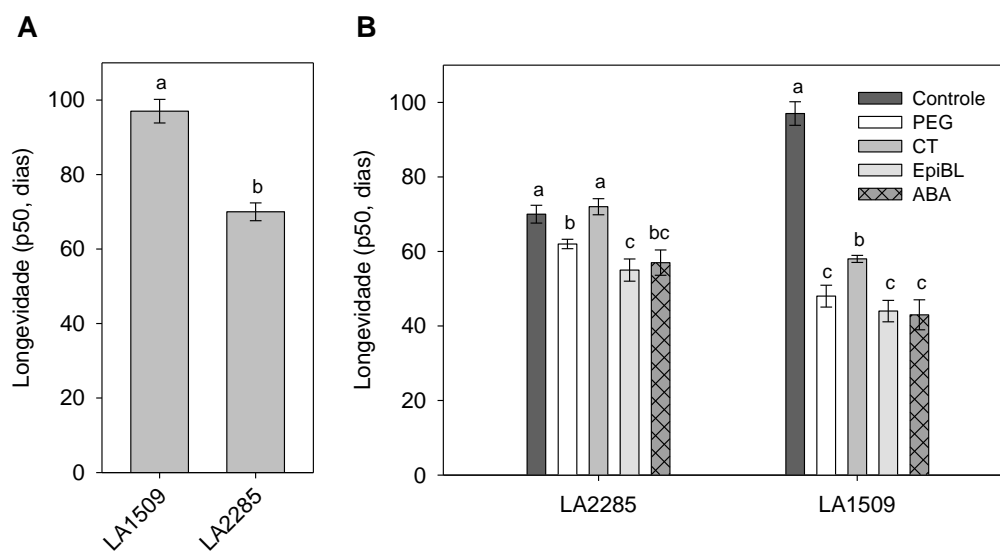 A
Longevidade (p50, dias)
100
80
60
40
20
0
a
b
LA1509
LA2285
B
Longevidade (p50, dias)
100
80
60
40
20
0
a
b
a
c
bc
a
c
b
c
c
Controle
PEG
CT
EpiBL
ABA
LA2285
LA1509